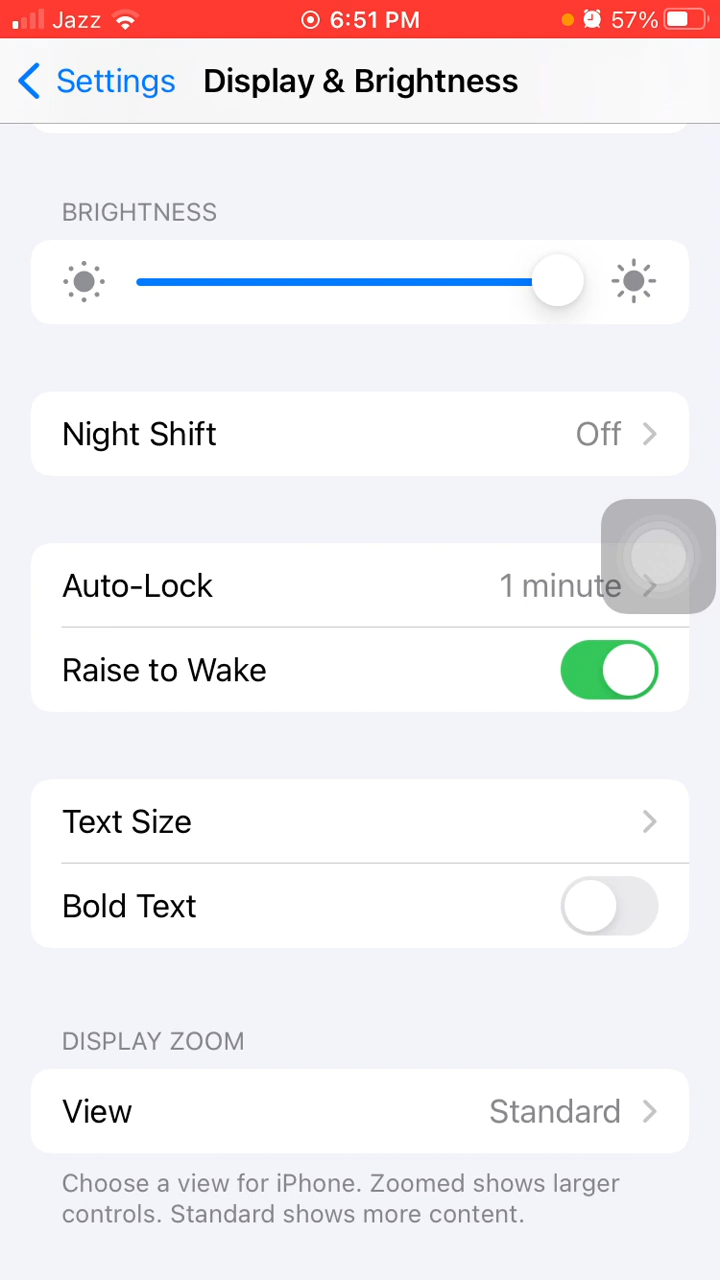 Jazz 6:51 PM 57%
Settings Display & Brightness
BRIGHTNESS
Night Shift Off
Auto-Lock 1 minute
Raise to Wake
Text Size
Bold Text
DISPLAY ZOOM
View Standard
Choose a view for iPhone. Zoomed shows larger
controls. Standard shows more content.